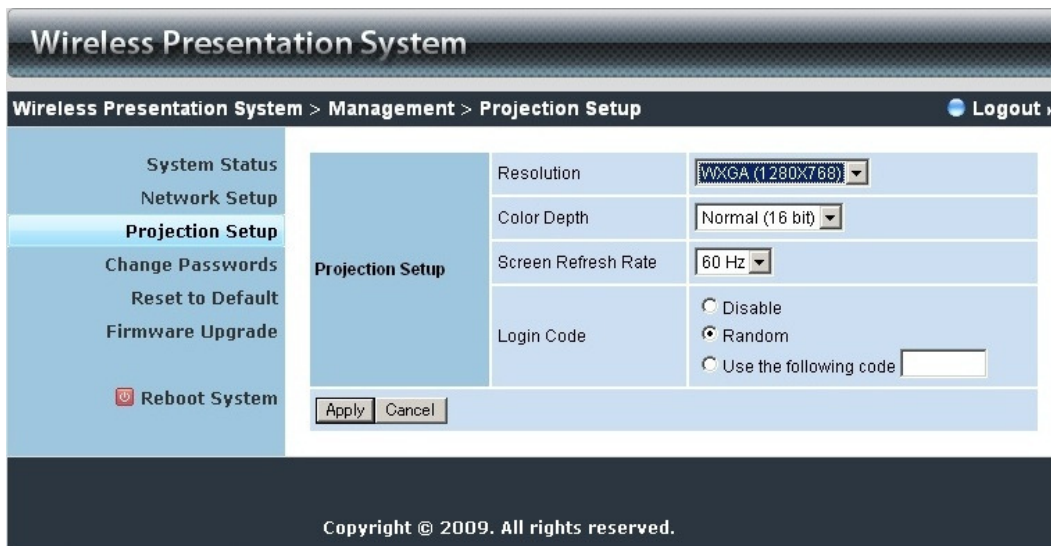 Wireless Presentation System
Wireless Presentation System > Management > Projection Setup
Logout
System Status
Network Setup
Projection Setup
Change Passwords
Reset to Default
Firmware Upgrade
Reboot System
Projection Setup
Resolution
WXGA (1280X768)
Color Depth
Normal (16 bit)
Screen Refresh Rate
60 Hz
Login Code
Disable
Random
Use the following code
Apply
Cancel
Copyright © 2009. All rights reserved.